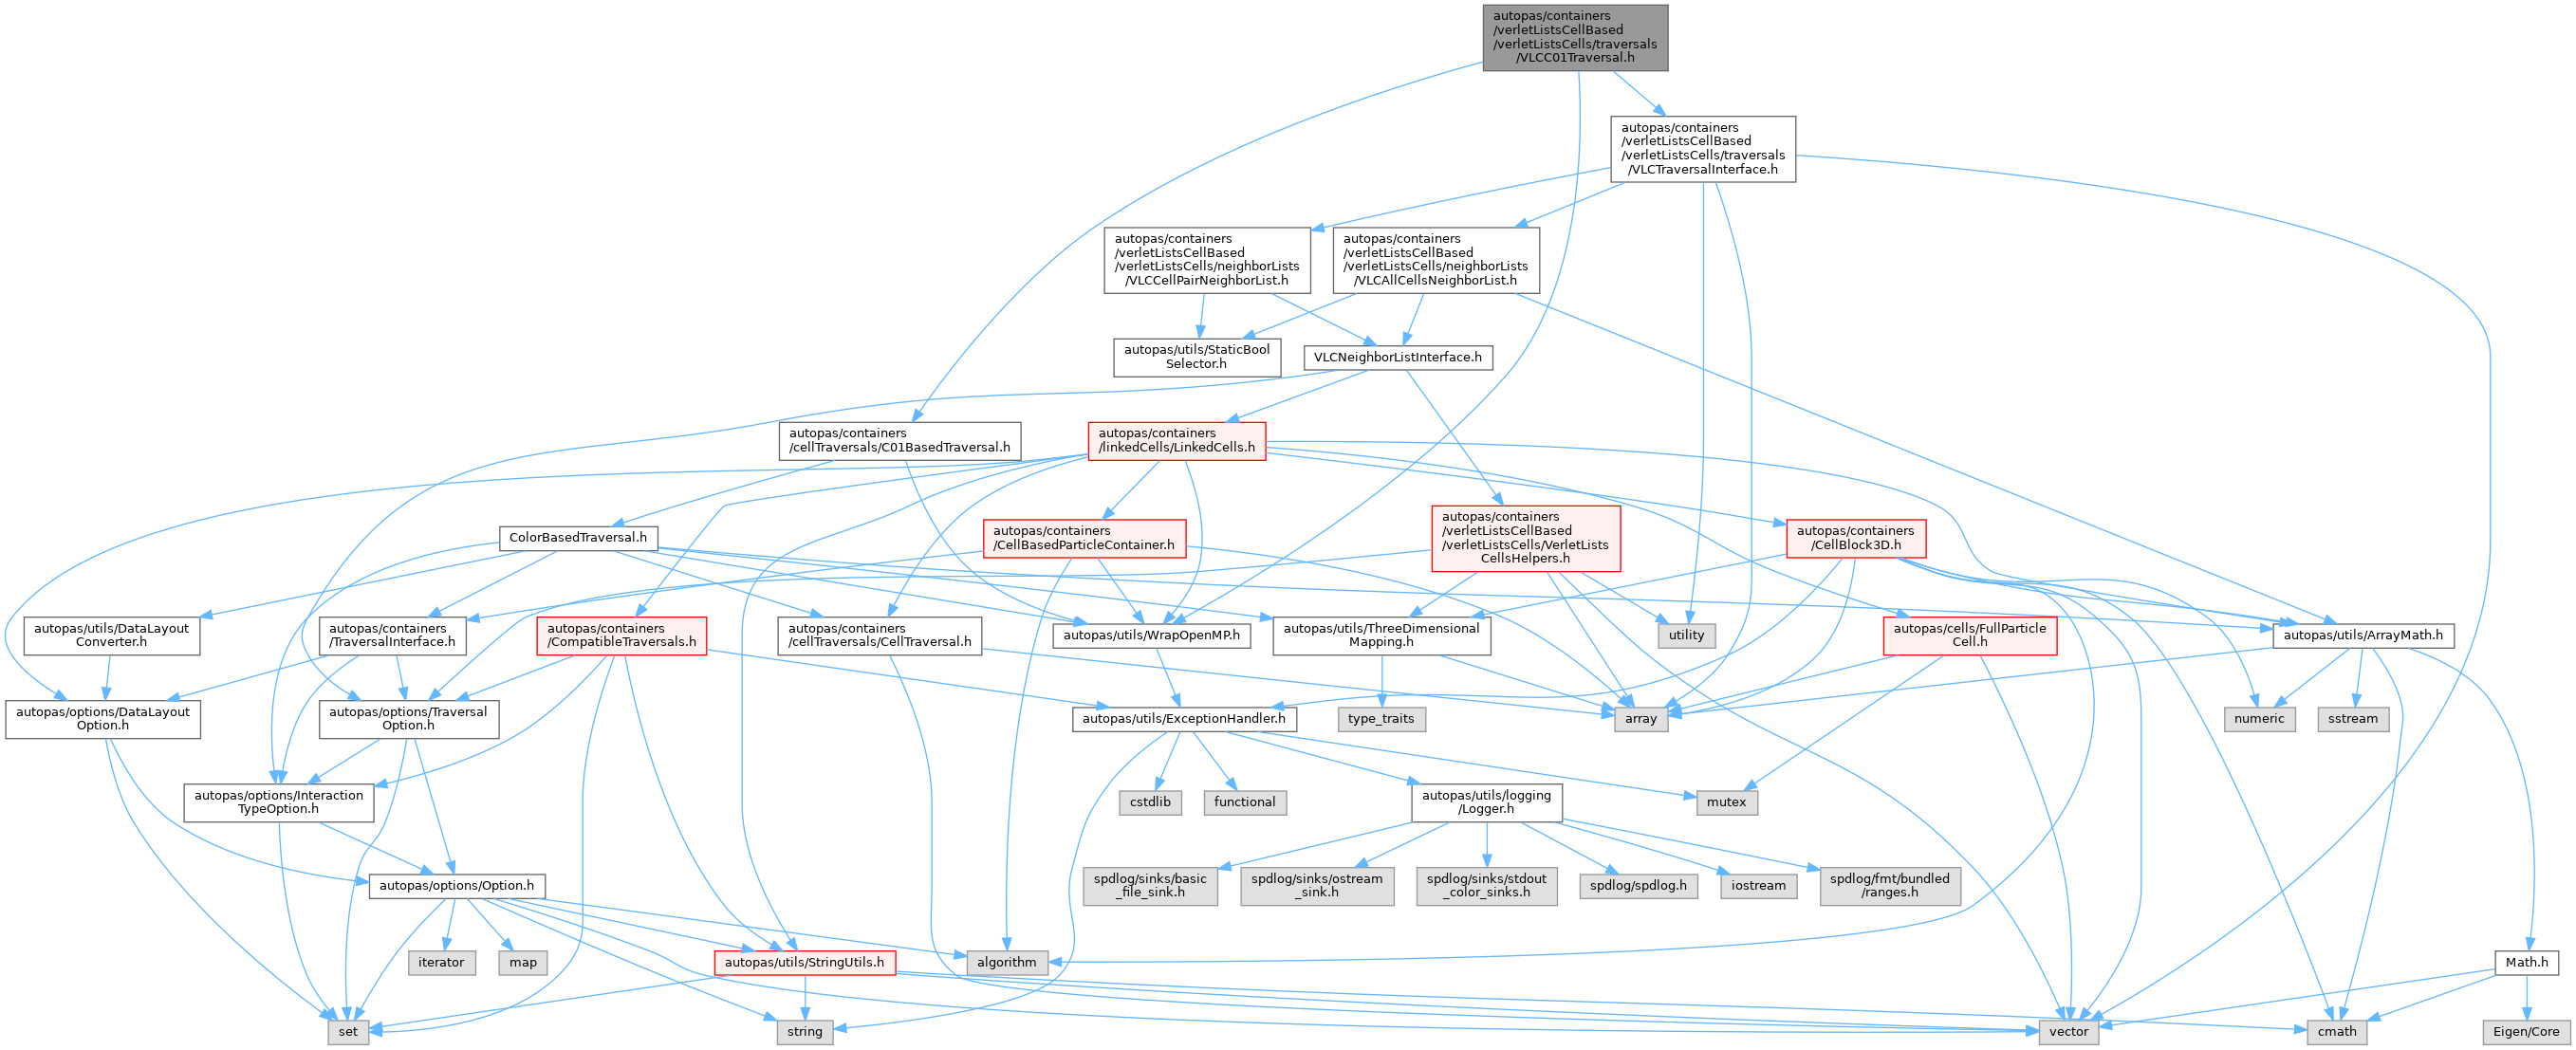 autopas/containers
/verletListsCellBased
/verletListsCells/traversals
/VLCC01Traversal.h
autopas/containers
/verletListsCellBased
/verletListsCells/traversals
/VLCTraversalInterface.h
autopas/containers
/verletListsCellBased
/verletListsCells/neighborLists
/VLCCellPairNeighborList.h
autopas/containers
/verletListsCellBased
/verletListsCells/neighborLists
/VLCAllCellsNeighborList.h
autopas/utils/StaticBool
Selector.h
VLCNeighborListInterface.h
autopas/containers
/cellTraversals/C01BasedTraversal.h
autopas/containers
/linkedCells/LinkedCells.h
ColorBasedTraversal.h
autopas/containers
/CellBasedParticleContainer.h
autopas/containers
/verletListsCellBased
/verletListsCells/VerletLists
CellsHelpers.h
autopas/containers
/CellBlock3D.h
autopas/utils/DataLayout
Converter.h
autopas/containers
/TraversalInterface.h
autopas/containers
/CompatibleTraversals.h
autopas/containers
/cellTraversals/CellTraversal.h
autopas/utils/WrapOpenMP.h
autopas/utils/ThreeDimensional
Mapping.h
utility
autopas/cells/FullParticle
Cell.h
autopas/utils/ArrayMath.h
autopas/options/DataLayout
Option.h
autopas/options/Traversal
Option.h
autopas/utils/ExceptionHandler.h
type_traits
array
numeric
sstream
autopas/options/Interaction
TypeOption.h
cstdlib
functional
autopas/utils/logging
/Logger.h
mutex
autopas/options/Option.h
spdlog/sinks/basic
_file_sink.h
spdlog/sinks/ostream
_sink.h
spdlog/sinks/stdout
_color_sinks.h
spdlog/spdlog.h
iostream
spdlog/fmt/bundled
/ranges.h
iterator
map
autopas/utils/StringUtils.h
algorithm
Math.h
set
string
vector
cmath
Eigen/Core